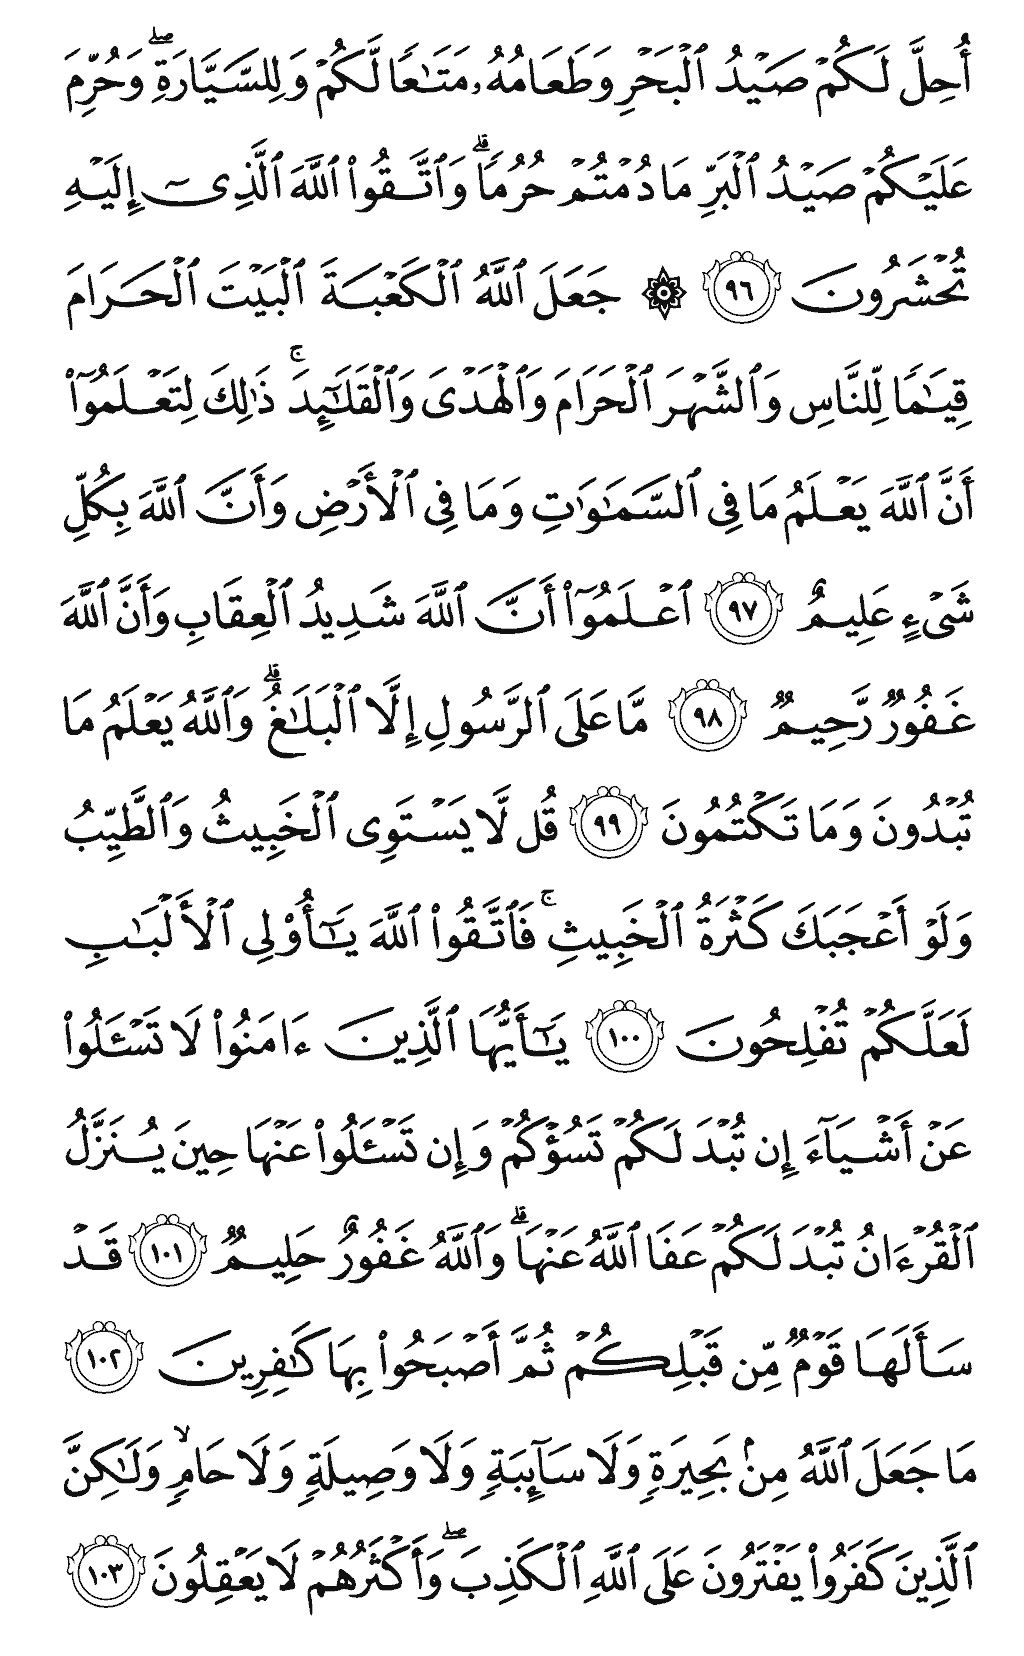 أُحِلَّ لَكُمۡ صَيۡدُ ٱلۡبَحۡرِ وَطَعَامُهُۥ مَتَٰعٗا لَّكُمۡ وَلِلسَّيَّارَةِۖ وَحُرِّمَ
عَلَيۡكُمۡ صَيۡدُ ٱلۡبَرِّ مَا دُمۡتُمۡ حُرُمٗاۗ وَٱتَّقُواْ ٱللَّهَ ٱلَّذِيٓ إِلَيۡهِ
تُحۡشَرُونَ ٩٦ ۞ جَعَلَ ٱللَّهُ ٱلۡكَعۡبَةَ ٱلۡبَيۡتَ ٱلۡحَرَامَ
قِيَٰمٗا لِّلنَّاسِ وَٱلشَّهۡرَ ٱلۡحَرَامَ وَٱلۡهَدۡيَ وَٱلۡقَلَٰٓئِدَۚ ذَٰلِكَ لِتَعۡلَمُوٓاْ
أَنَّ ٱللَّهَ يَعۡلَمُ مَا فِي ٱلسَّمَٰوَٰتِ وَمَا فِي ٱلۡأَرۡضِ وَأَنَّ ٱللَّهَ بِكُلِّ
شَيۡءٍ عَلِيمٌ ٩٧ ٱعۡلَمُوٓاْ أَنَّ ٱللَّهَ شَدِيدُ ٱلۡعِقَابِ وَأَنَّ ٱللَّهَ
غَفُورٞ رَّحِيمٞ ٩٨ مَّا عَلَى ٱلرَّسُولِ إِلَّا ٱلۡبَلَٰغُۗ وَٱللَّهُ يَعۡلَمُ مَا
تُبۡدُونَ وَمَا تَكۡتُمُونَ ٩٩ قُل لَّا يَسۡتَوِي ٱلۡخَبِيثُ وَٱلطَّيِّبُ
وَلَوۡ أَعۡجَبَكَ كَثۡرَةُ ٱلۡخَبِيثِۚ فَٱتَّقُواْ ٱللَّهَ يَٰٓأُوْلِي ٱلۡأَلۡبَٰبِ
لَعَلَّكُمۡ تُفۡلِحُونَ ١٠٠ يَٰٓأَيُّهَا ٱلَّذِينَ ءَامَنُواْ لَا تَسۡـَٔلُواْ
عَنۡ أَشۡيَآءَ إِن تُبۡدَ لَكُمۡ تَسُؤۡكُمۡ وَإِن تَسۡـَٔلُواْ عَنۡهَا حِينَ يُنَزَّلُ
ٱلۡقُرۡءَانُ تُبۡدَ لَكُمۡ عَفَا ٱللَّهُ عَنۡهَاۗ وَٱللَّهُ غَفُورٌ حَلِيمٞ ١٠١ قَدۡ
سَأَلَهَا قَوۡمٞ مِّن قَبۡلِكُمۡ ثُمَّ أَصۡبَحُواْ بِهَا كَٰفِرِينَ ١٠٢
مَا جَعَلَ ٱللَّهُ مِنۢ بَحِيرَةٖ وَلَا سَآئِبَةٖ وَلَا وَصِيلَةٖ وَلَا حَامٖ ۙ وَلَٰكِنَّ
ٱلَّذِينَ كَفَرُواْ يَفۡتَرُونَ عَلَى ٱللَّهِ ٱلۡكَذِبَۖ وَأَكۡثَرُهُمۡ لَا يَعۡقِلُونَ ١٠٣